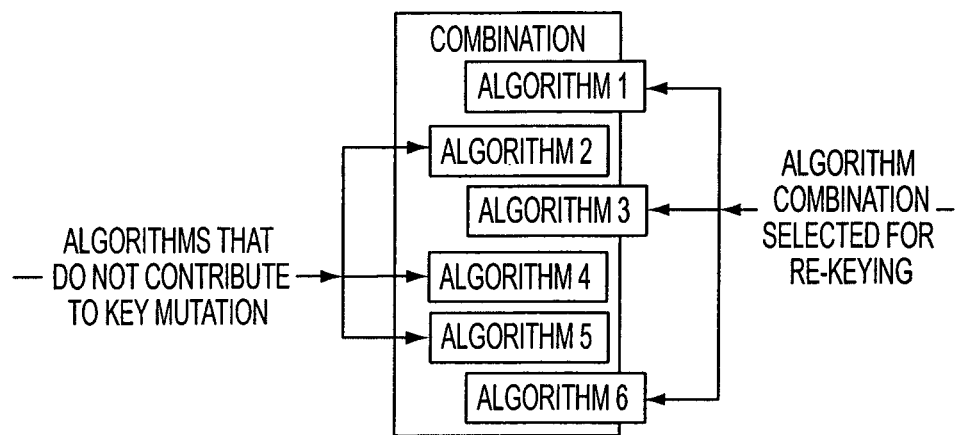 COMBINATION
ALGORITHM 1
ALGORITHM 2
ALGORITHM 3
ALGORITHM 4
ALGORITHM 5
ALGORITHM 6
ALGORITHMS THAT
DO NOT CONTRIBUTE
TO KEY MUTATION
ALGORITHM
COMBINATION
SELECTED FOR
RE-KEYING